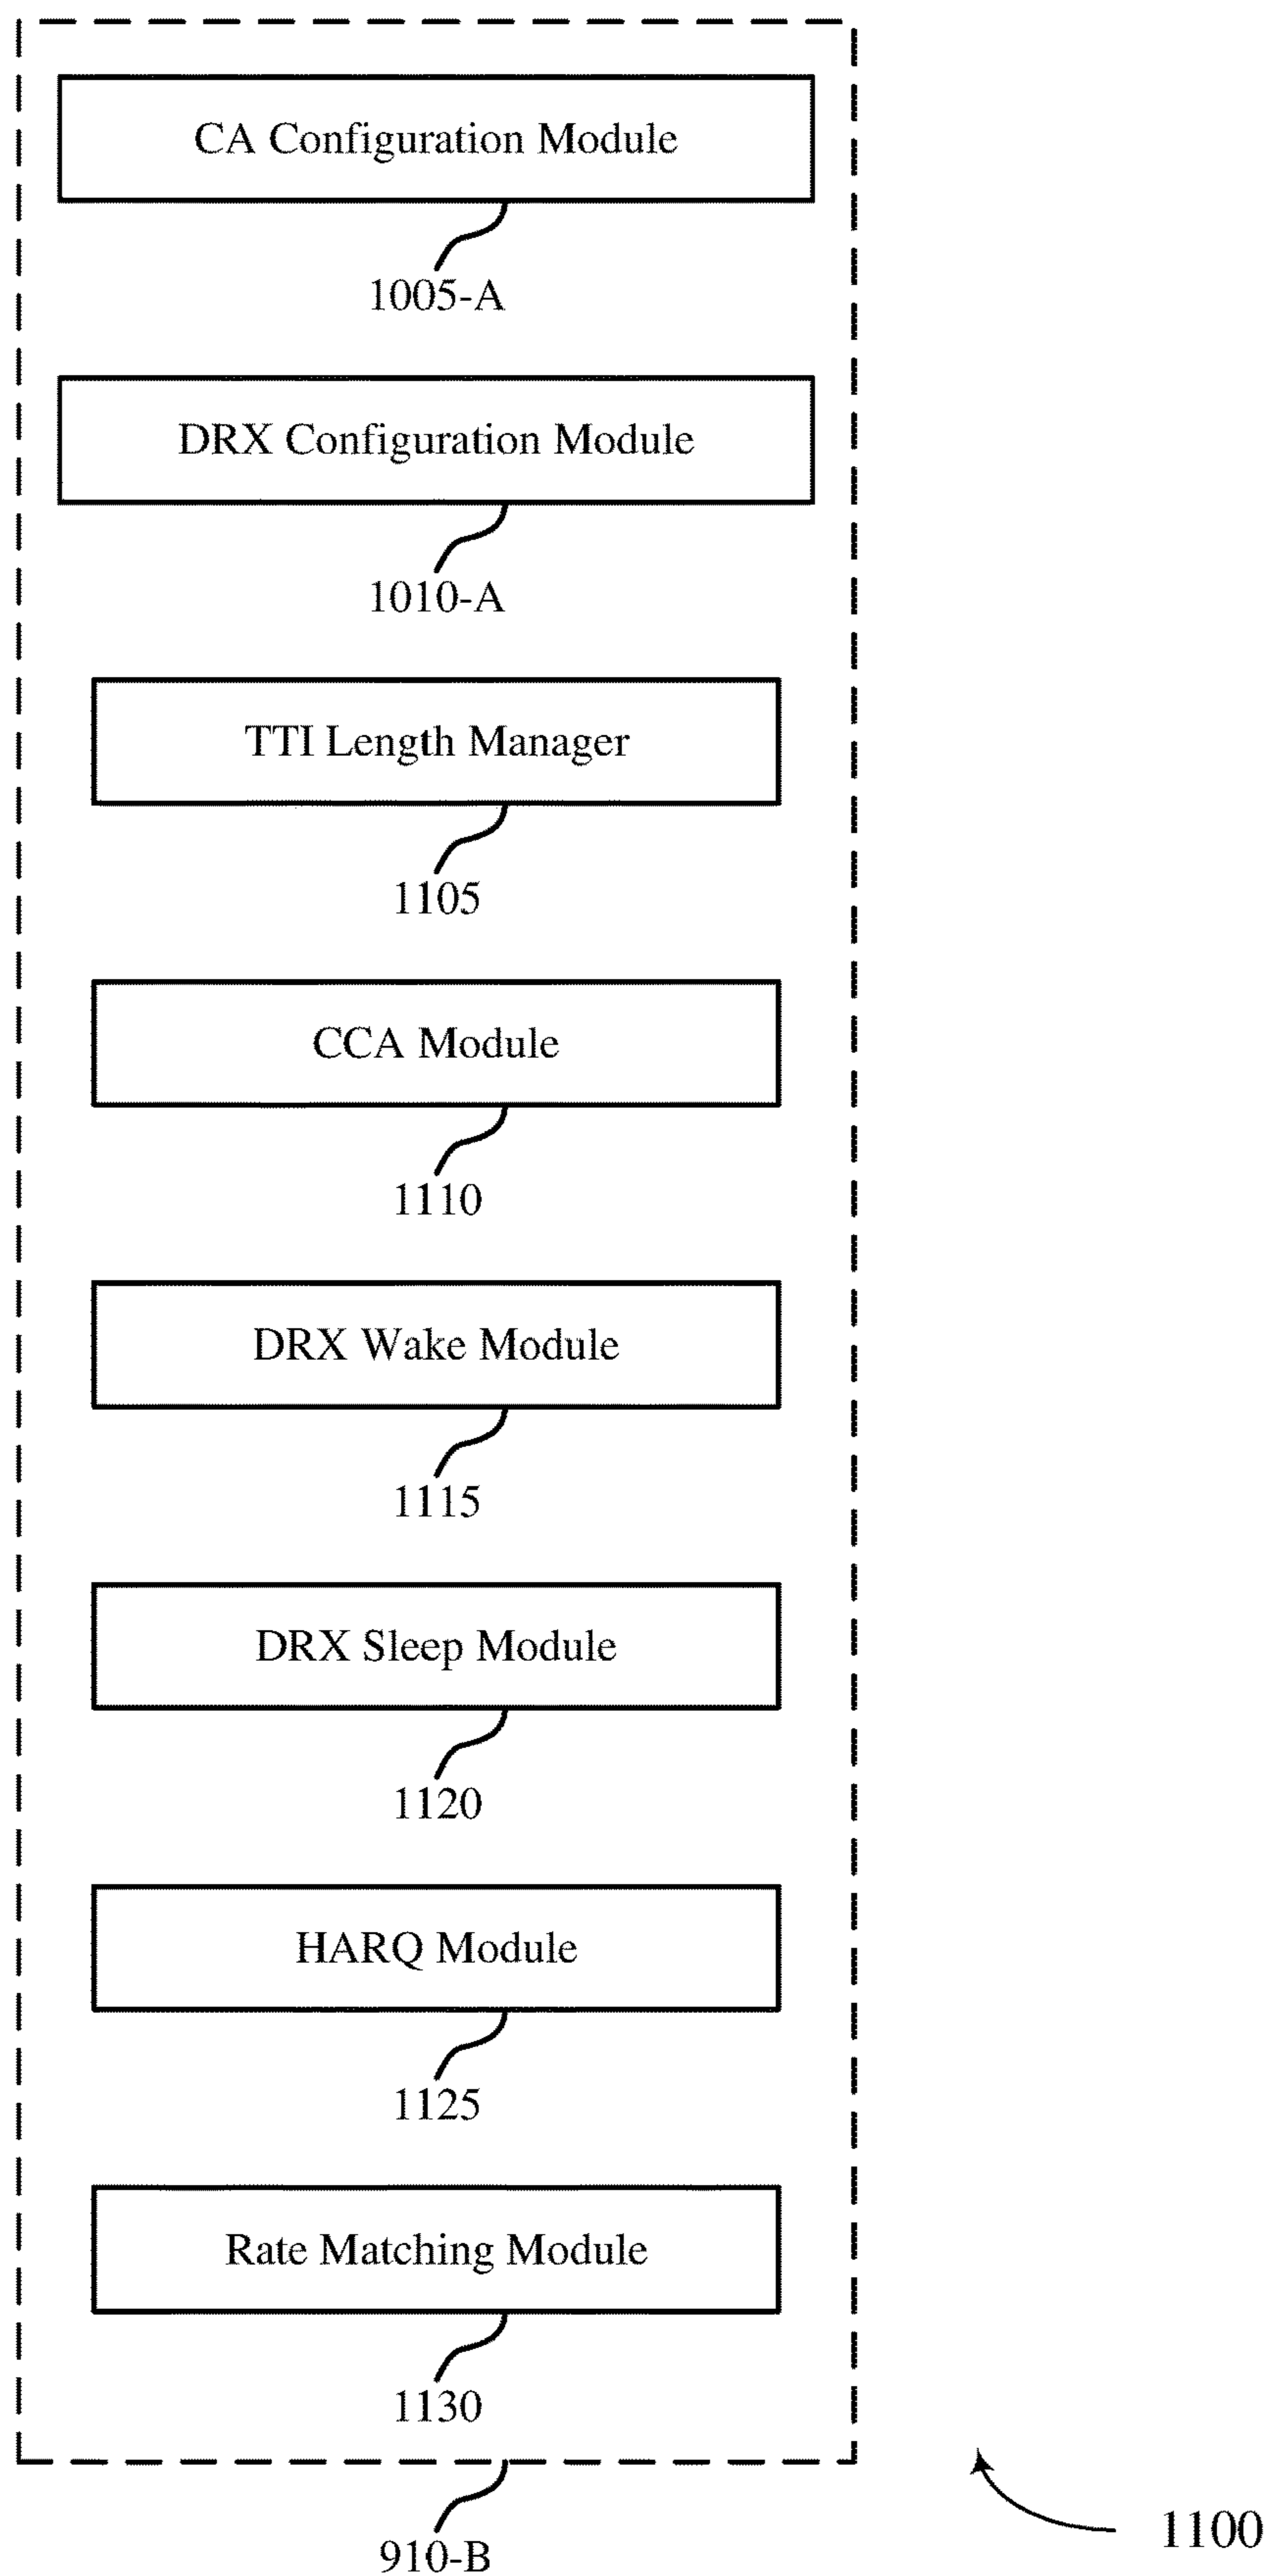 CA Configuration Module
1005-A
DRX Configuration Module
1010-A
TTI Length Manager
1105
CCA Module
1110
DRX Wake Module
1115
DRX Sleep Module
1120
HARQ Module
1125
Rate Matching Module
1130
910-B
1100